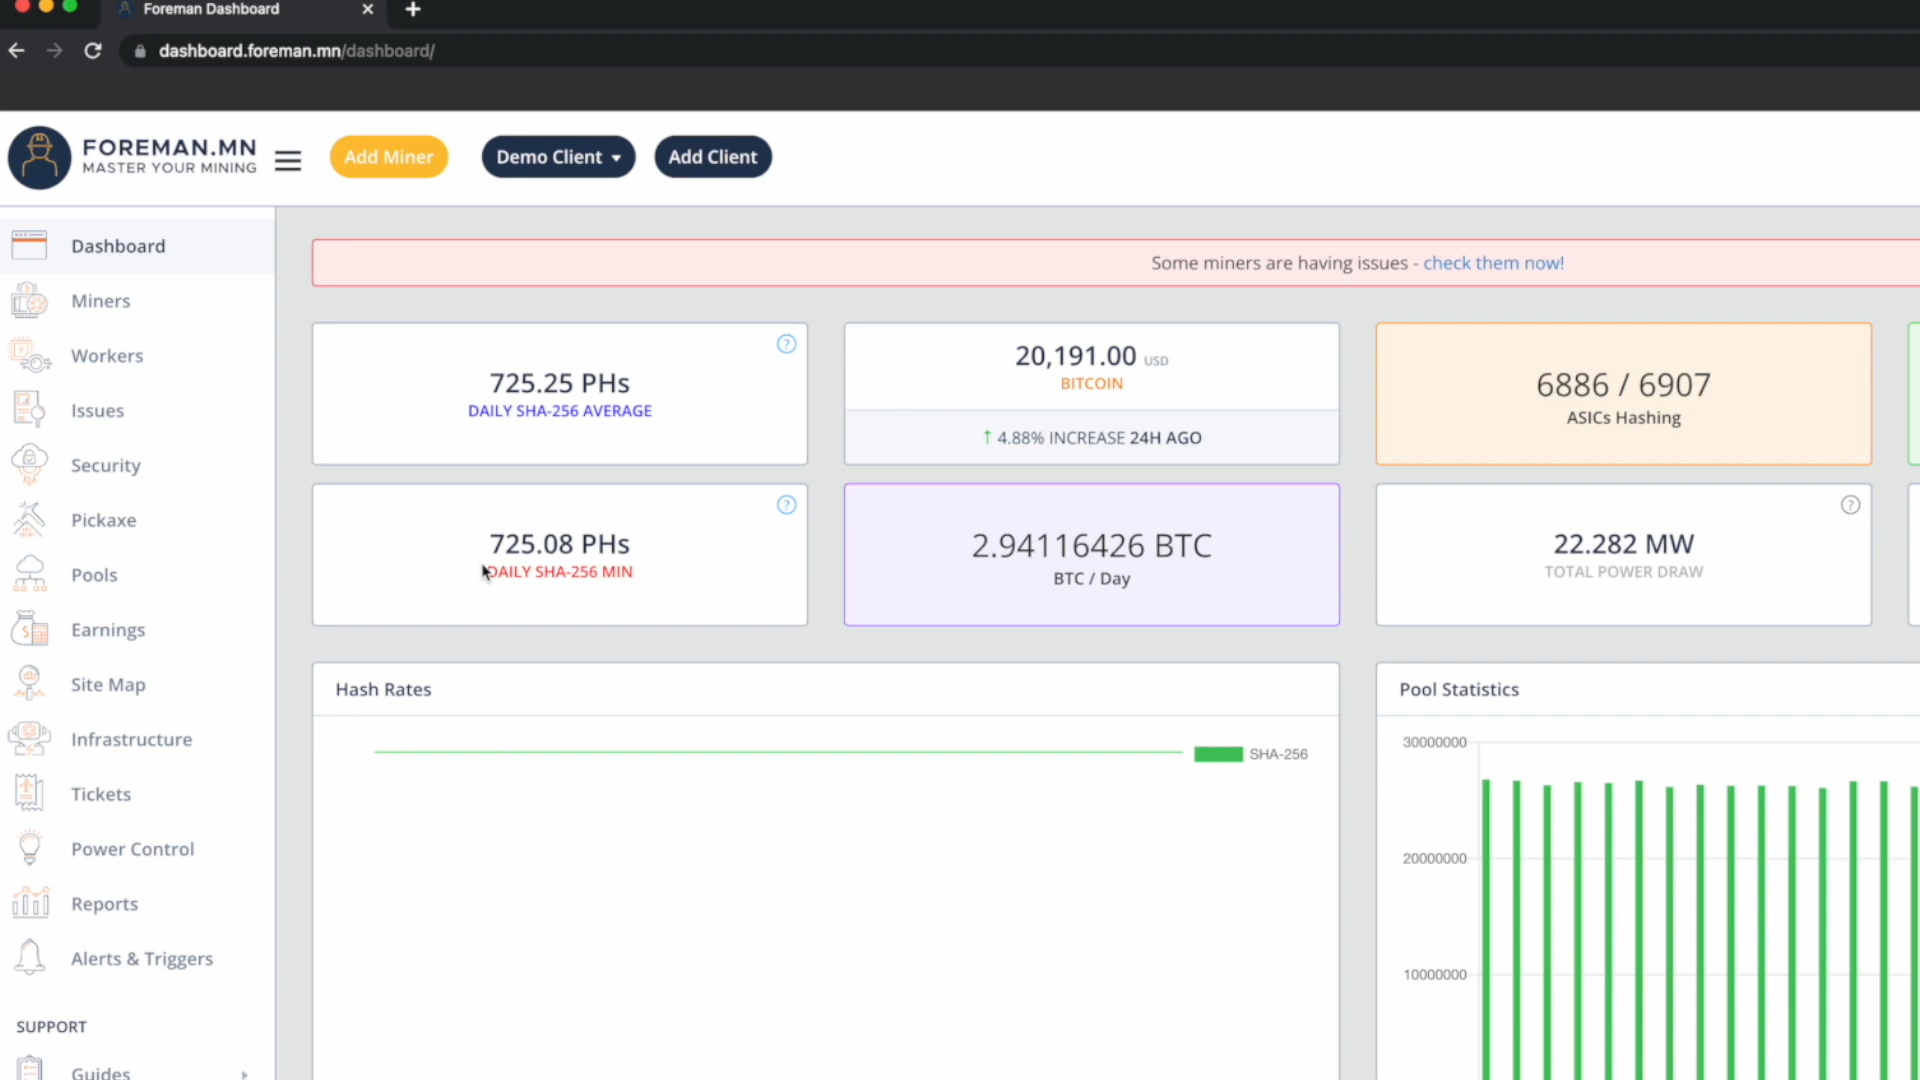 Foreman Dashboard
dashboard.foreman.mn/dashboard/
FOREMAN.MN
MASTER YOUR MINING
Add Miner
Demo Client
Add Client
Dashboard
Miners
Workers
Issues
Security
Pickaxe
Pools
Earnings
Site Map
Infrastructure
Tickets
Power Control
Reports
Alerts & Triggers
SUPPORT
Guides
Some miners are having issues - check them now!
725.25 PHs
DAILY SHA-256 AVERAGE
20,191.00 USD
BITCOIN
↑ 4.88% INCREASE 24H AGO
6886 / 6907
ASICs Hashing
725.08 PHs
DAILY SHA-256 MIN
2.94116426 BTC
BTC / Day
22.282 MW
TOTAL POWER DRAW
Hash Rates
SHA-256
Pool Statistics
30000000
20000000
10000000